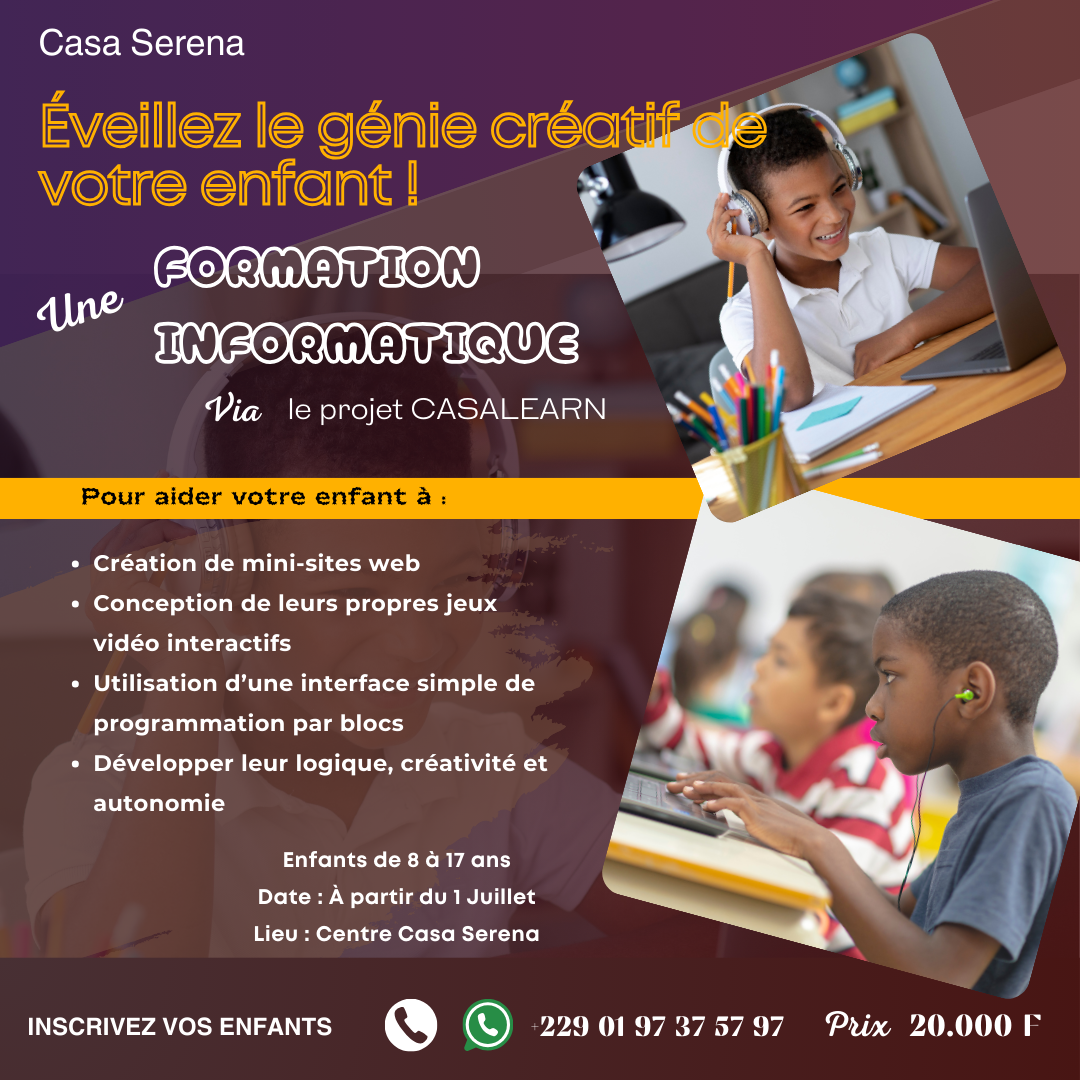 Casa Serena
Éveillez le génie créatif de
votre enfant !
Une
FORMATION
INFORMATIQUE
Via le projet CASALEARN
Pour aider votre enfant à :
• Création de mini-sites web
• Conception de leurs propres jeux
vidéo interactifs
• Utilisation d’une interface simple de
programmation par blocs
• Développer leur logique, créativité et
autonomie
Enfants de 8 à 17 ans
Date : À partir du 1 Juillet
Lieu : Centre Casa Serena
INSCRIVEZ VOS ENFANTS +229 01 97 37 57 97 Prix 20.000 F